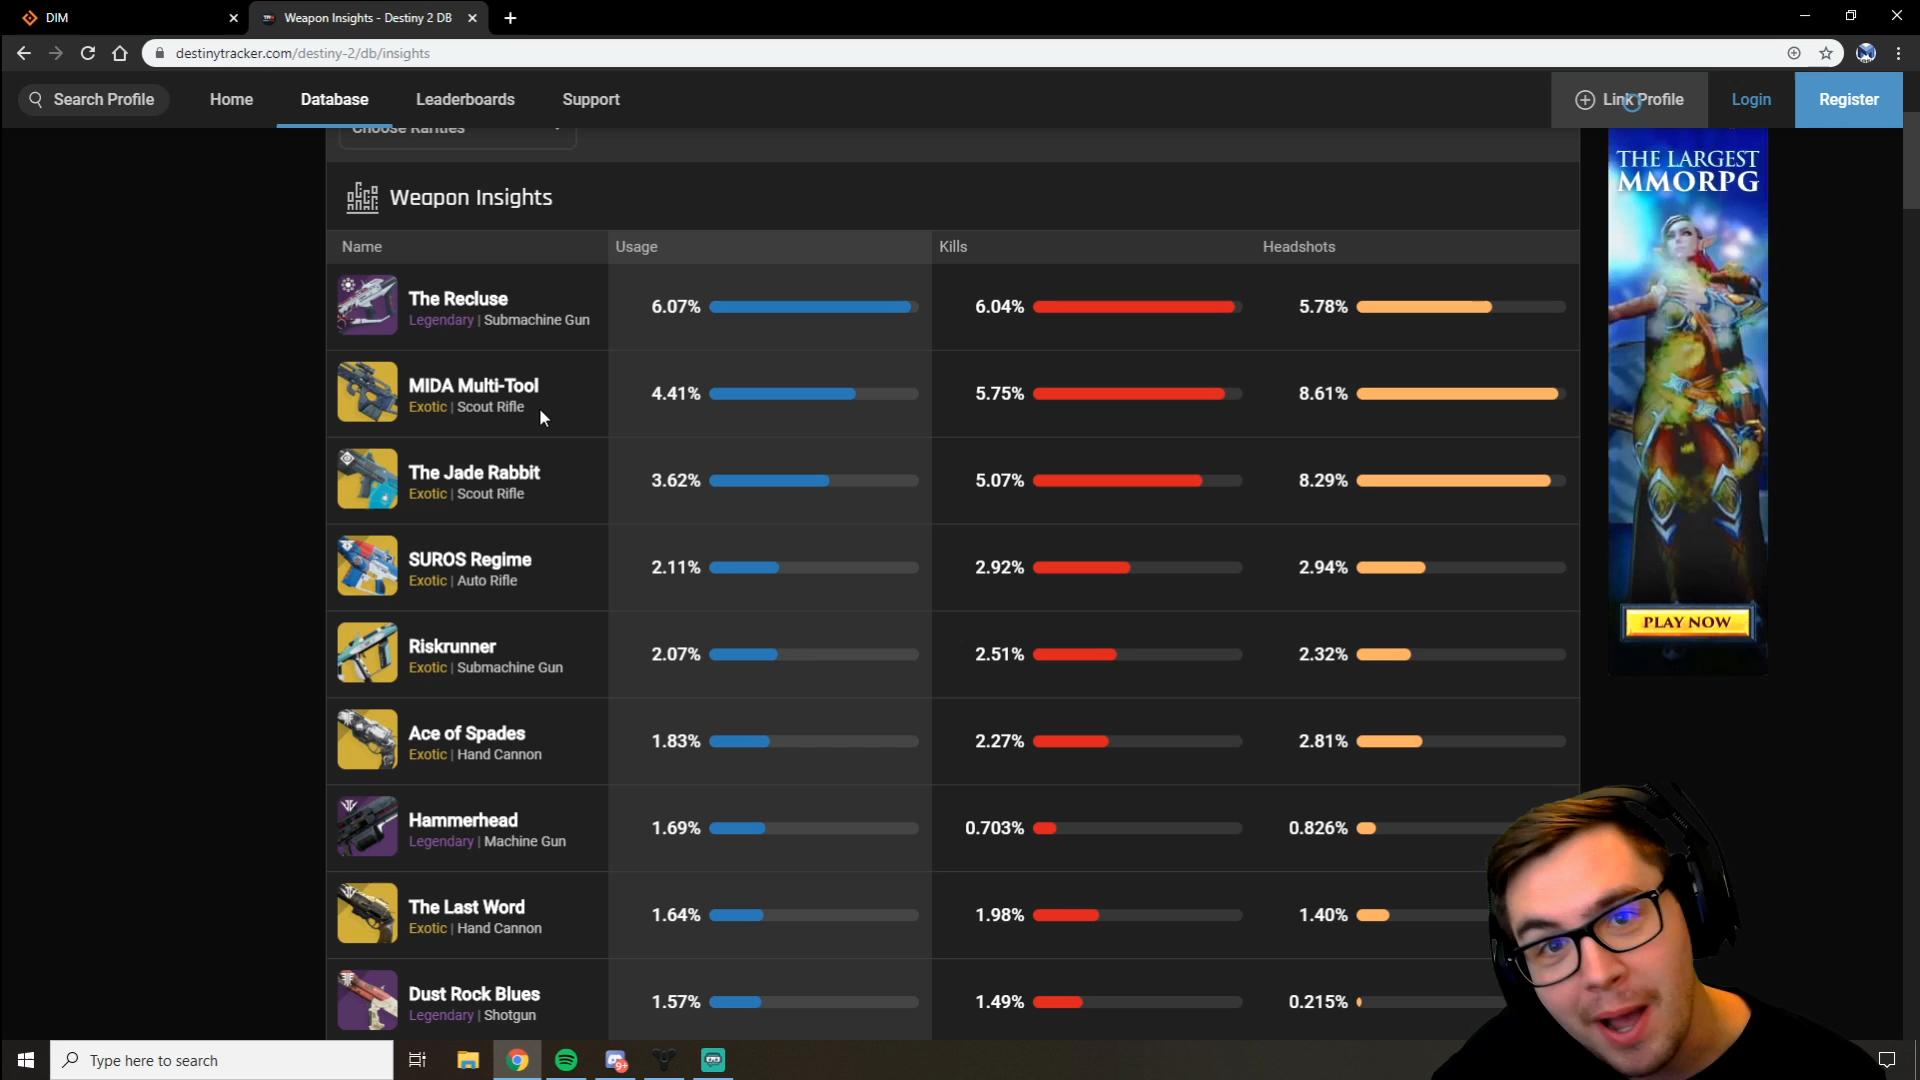 DIM
Weapon Insights - Destiny 2 DB
destinytracker.com/destiny-2/db/insights
Search Profile
Home
Database
Leaderboards
Support
Link Profile
Login
Register
Choose Rarities
THE LARGEST
MMORPG
Weapon Insights
Name Usage Kills Headshots
The Recluse
Legendary | Submachine Gun
6.07% 6.04% 5.78%
MIDA Multi-Tool
Exotic | Scout Rifle
4.41% 5.75% 8.61%
The Jade Rabbit
Exotic | Scout Rifle
3.62% 5.07% 8.29%
SUROS Regime
Exotic | Auto Rifle
2.11% 2.92% 2.94%
Riskrunner
Exotic | Submachine Gun
2.07% 2.51% 2.32%
PLAY NOW
Ace of Spades
Exotic | Hand Cannon
1.83% 2.27% 2.81%
Hammerhead
Legendary | Machine Gun
1.69% 0.703% 0.826%
The Last Word
Exotic | Hand Cannon
1.64% 1.98% 1.40%
Dust Rock Blues
Legendary | Shotgun
1.57% 1.49% 0.215%
Type here to search
9+